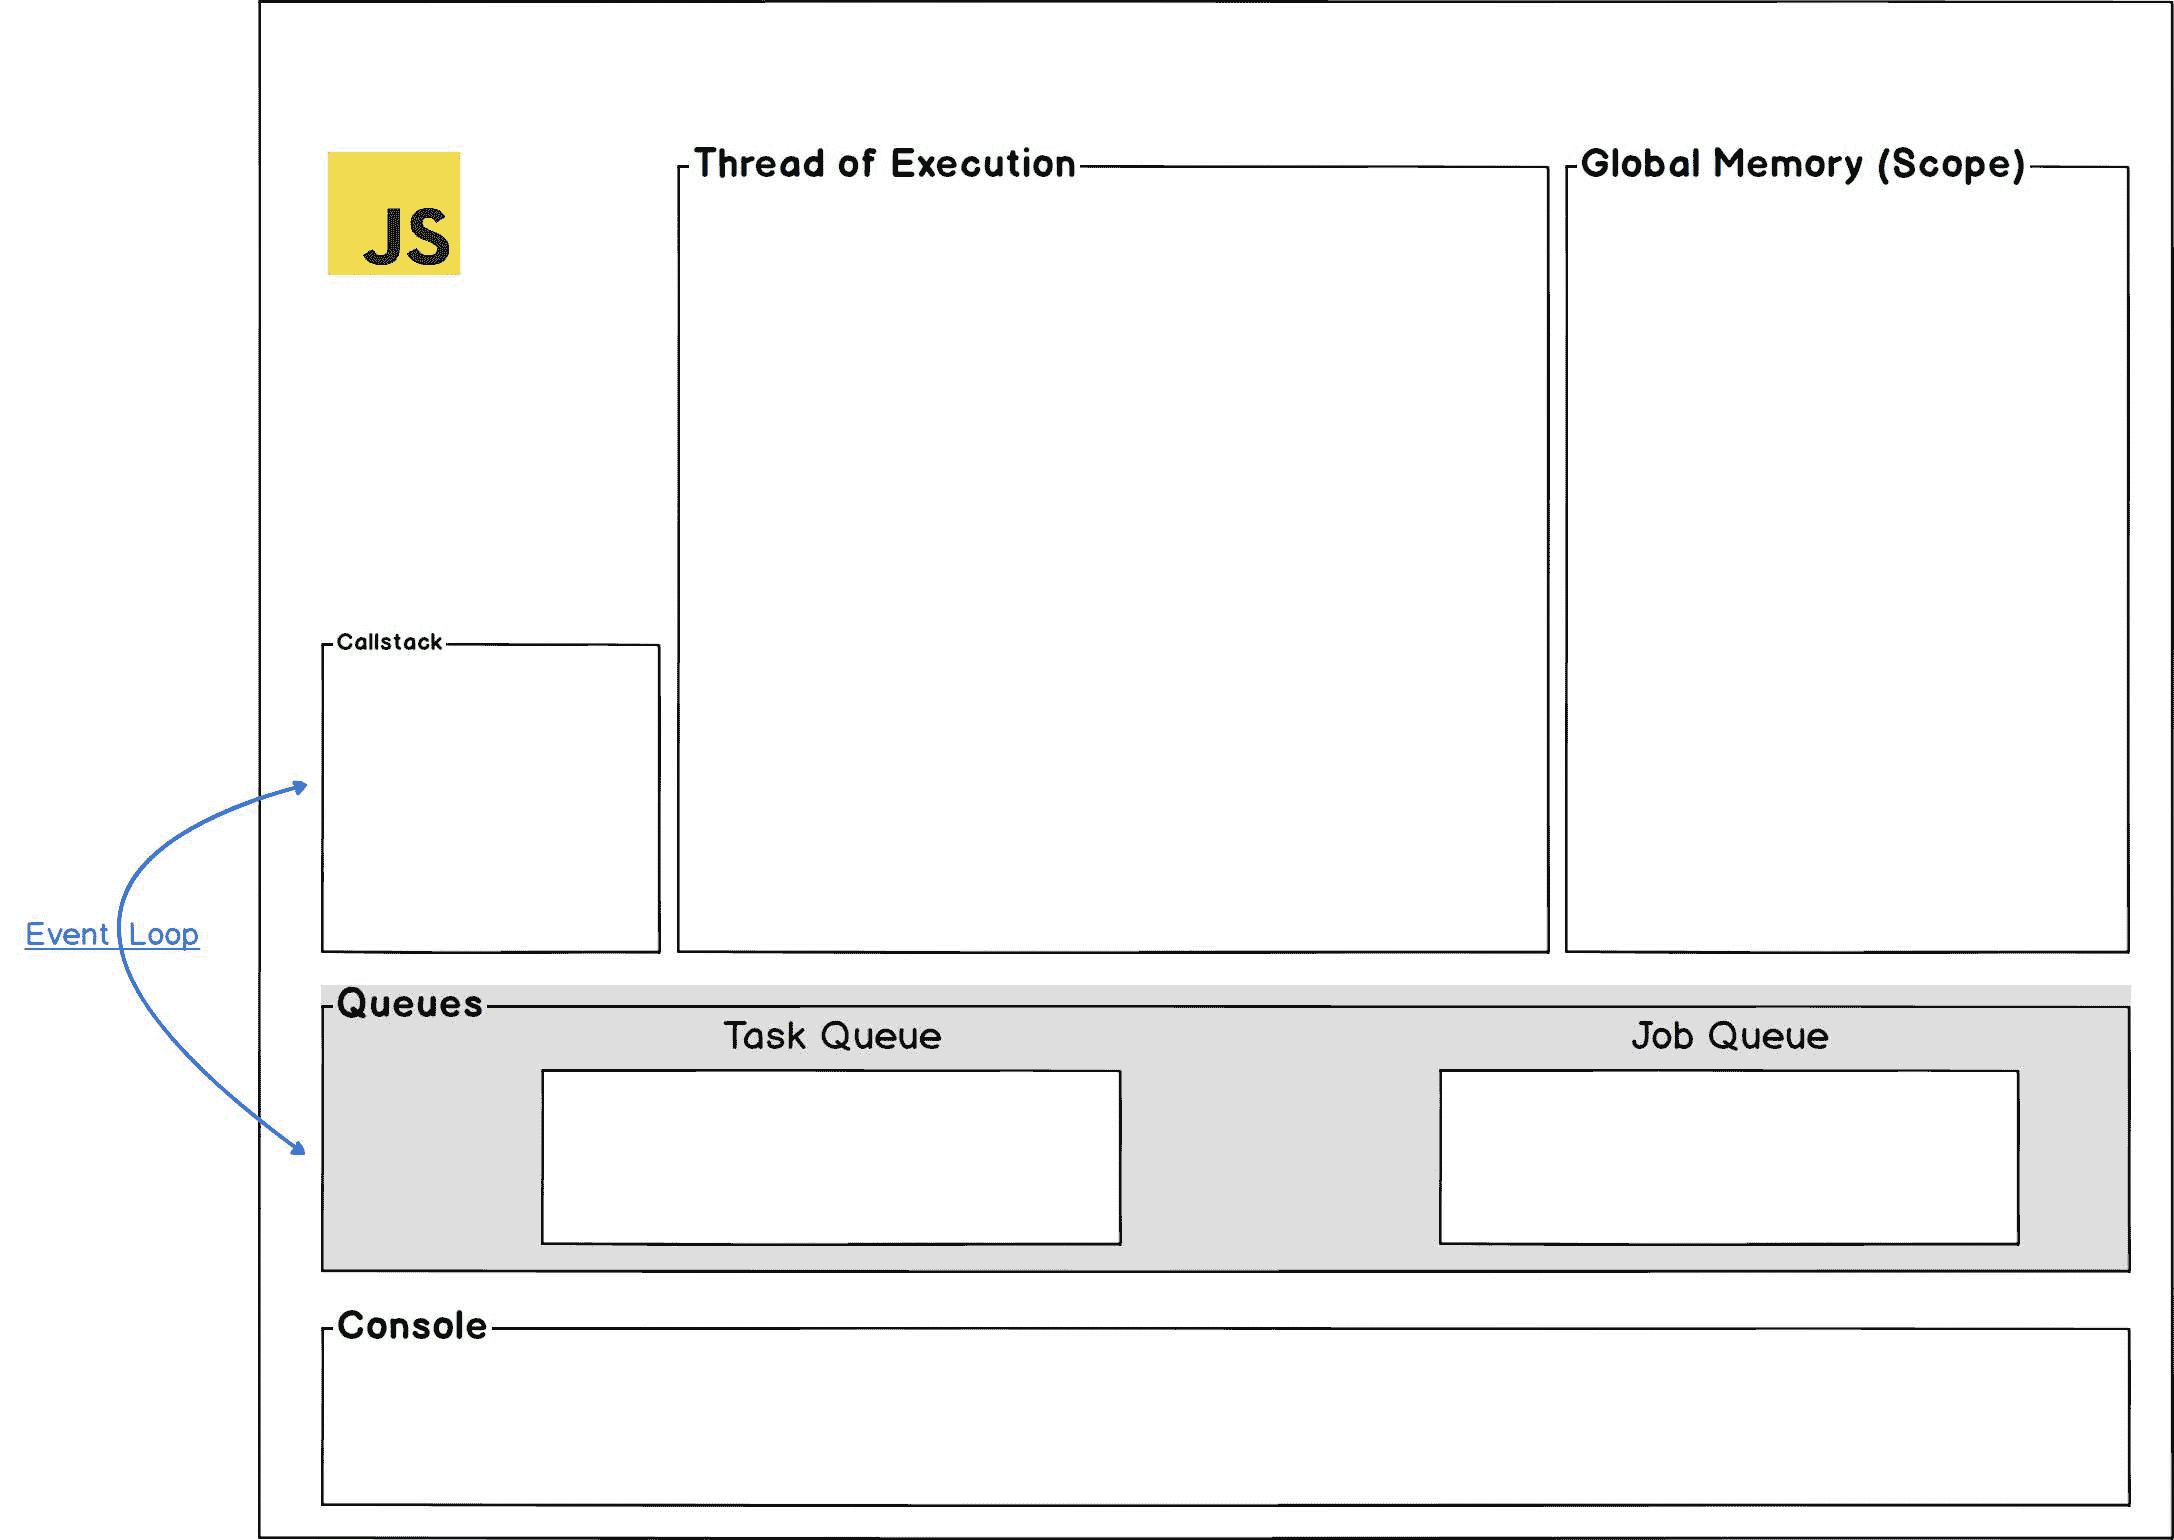 JS
Thread of Execution
Global Memory (Scope)
Callstack
Event Loop
Queues
Task Queue
Job Queue
Console